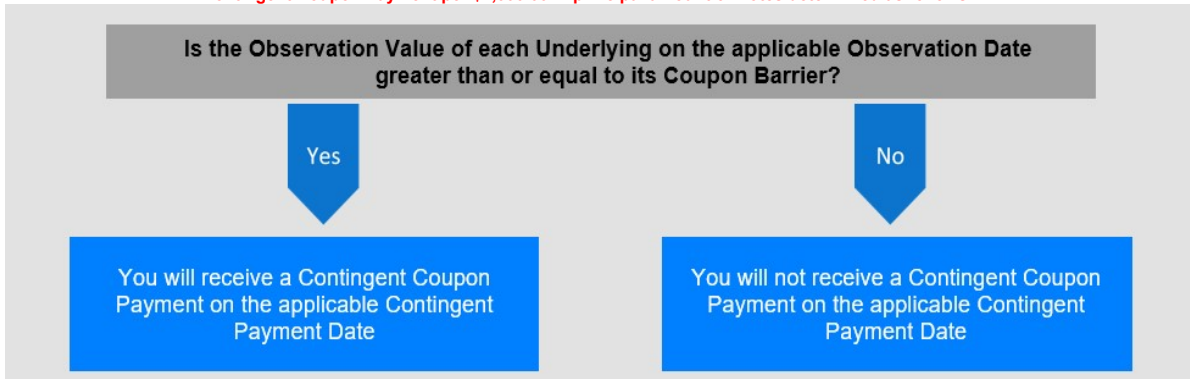 Is the Observation Value of each Underlying on the applicable Observation Date
greater than or equal to its Coupon Barrier?
Yes
No
You will receive a Contingent Coupon
Payment on the applicable Contingent
Payment Date
You will not receive a Contingent Coupon
Payment on the applicable Contingent
Payment Date